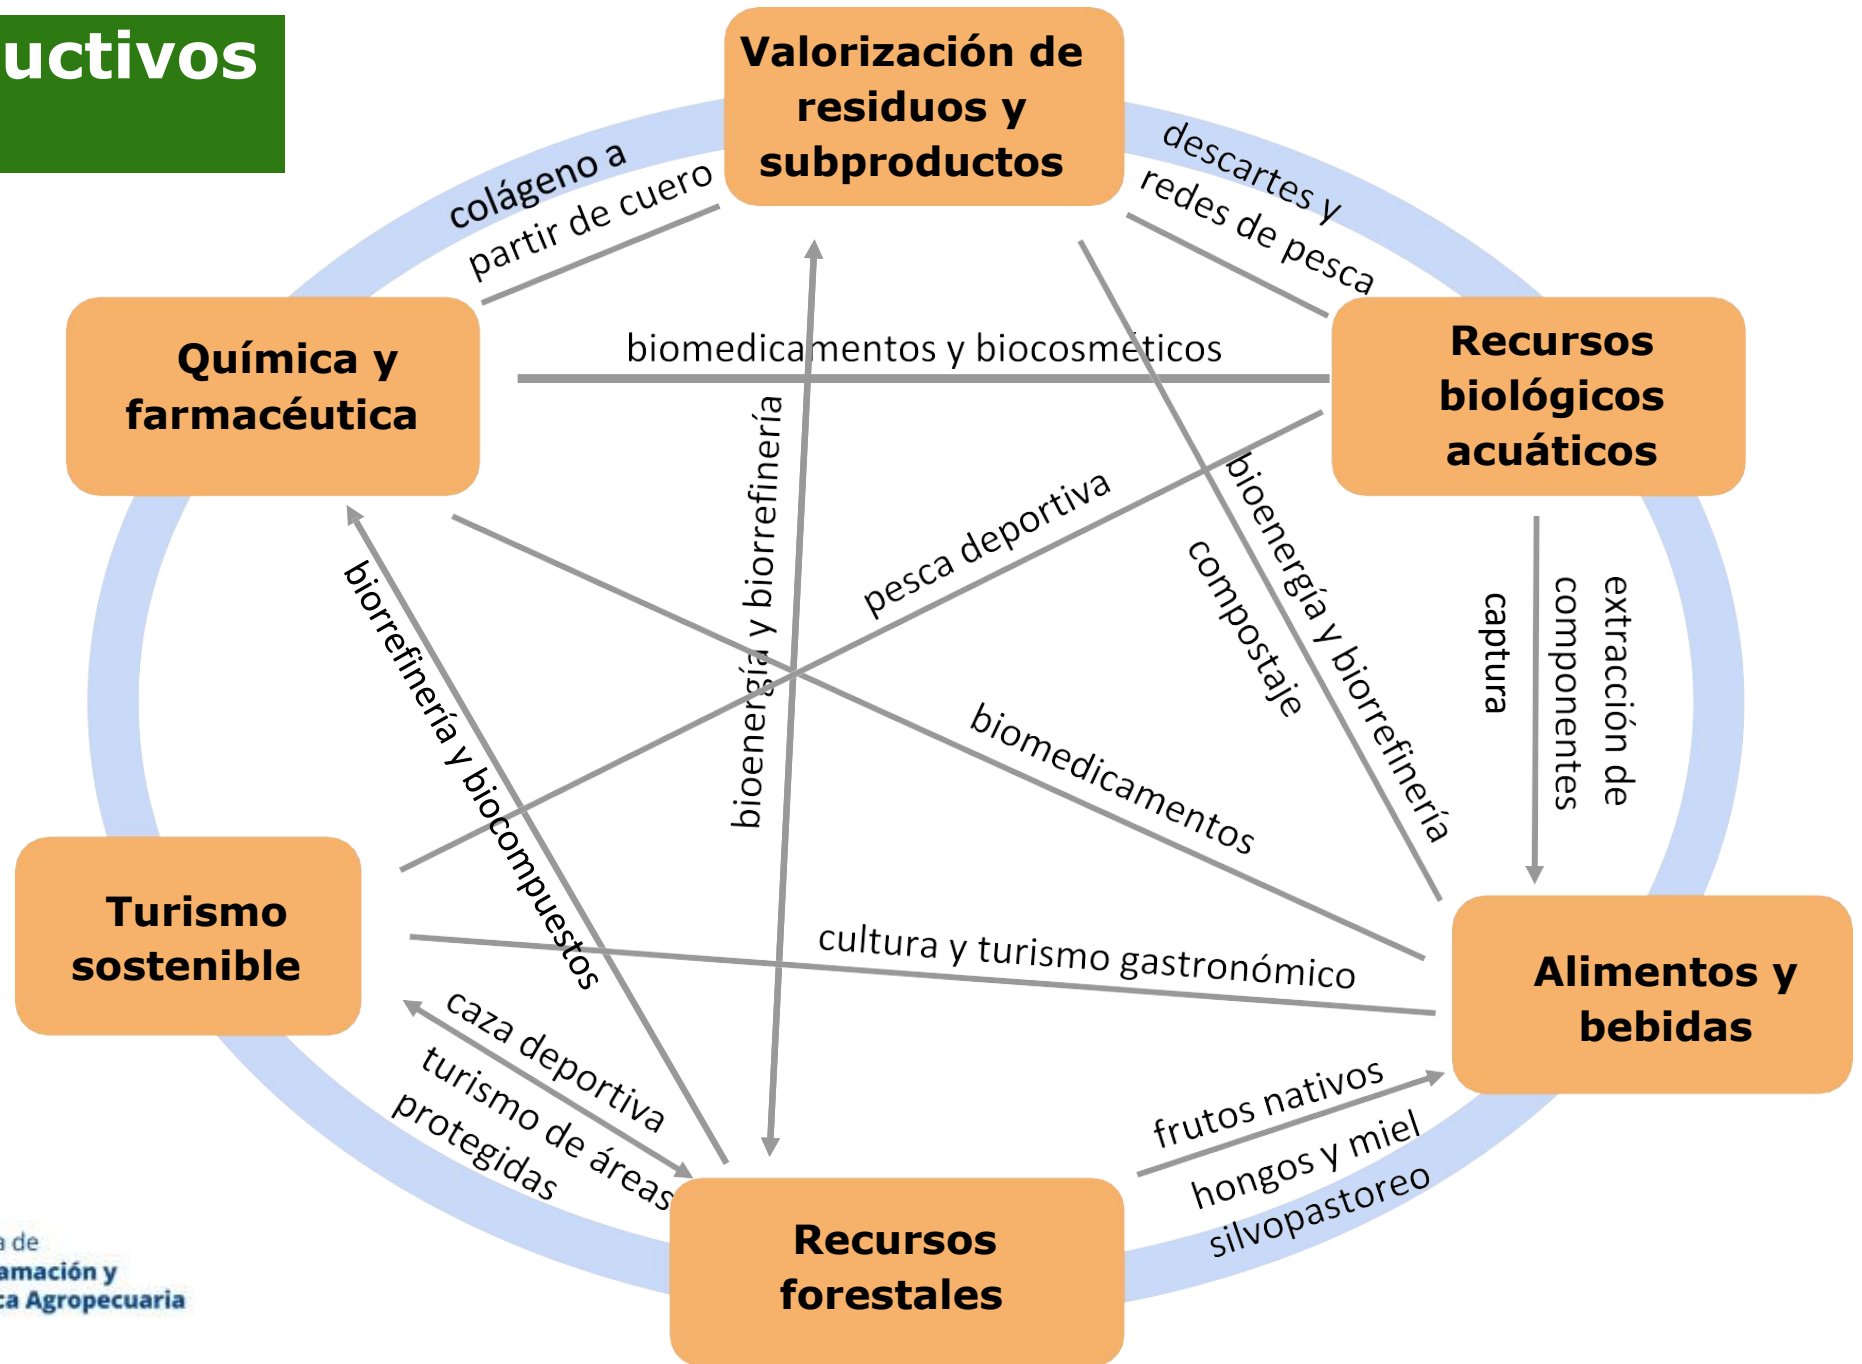 uctivos
Valorización de
residuos y
subproductos
colágeno a
partir de cuero
descartes y
redes de pesca
Química y
farmacéutica
biomedicamentos y biocosméticos
Recursos
biológicos
acuáticos
bioenergía y biorrefinería
pesca deportiva
bioenergía y biorrefinería
compostaje
captura
extracción de
componentes
biorrefinería y biocompuestos
biomedicamentos
Turismo
sostenible
cultura y turismo gastronómico
Alimentos y
bebidas
caza deportiva
turismo de áreas
protegidas
frutos nativos
hongos y miel
silvopastoreo
Recursos
forestales
a de
amación y
ca Agropecuaria